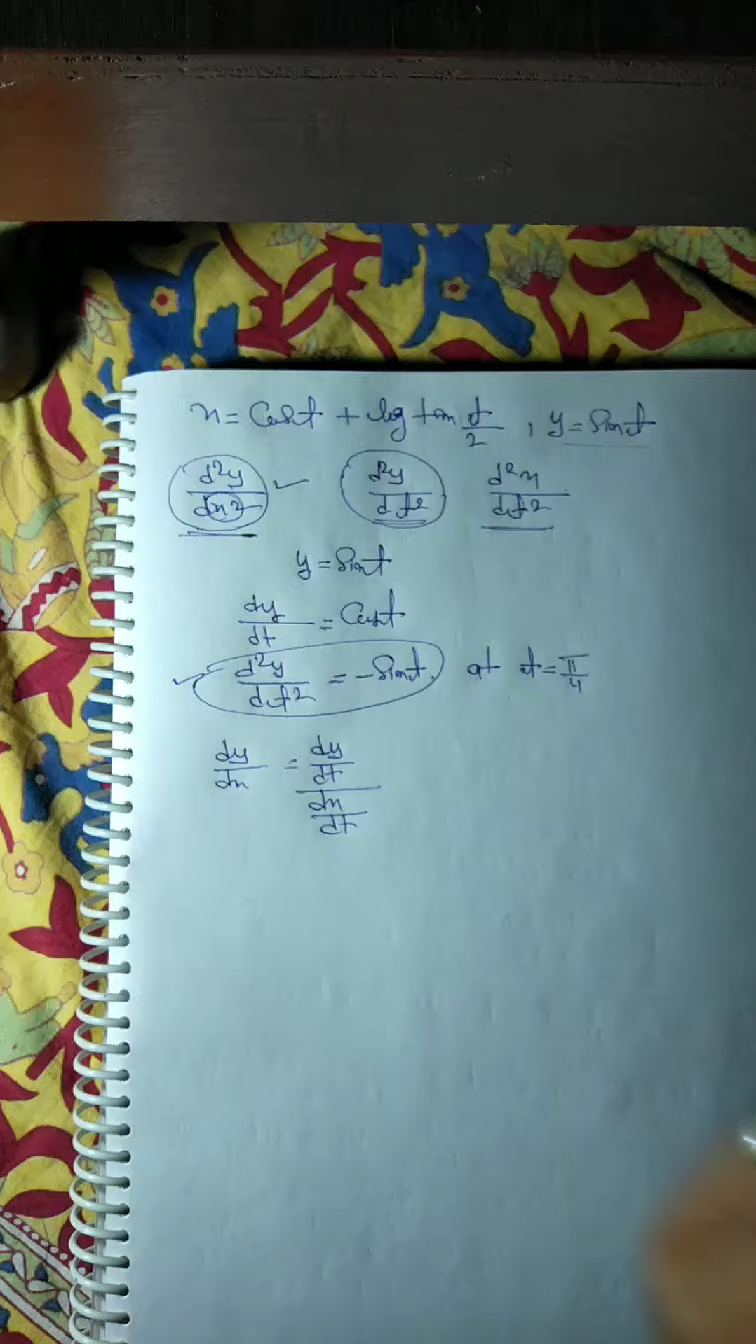 x = Cost + log tan t/2 , y = Sint
d²y/dx² ✓ d²y/dt² d²x/dt²
y = Sint
dy/dt = Cost
✓ d²y/dt² = -Sint. at t = π/4
dy/dx = dy/dt / dx/dt